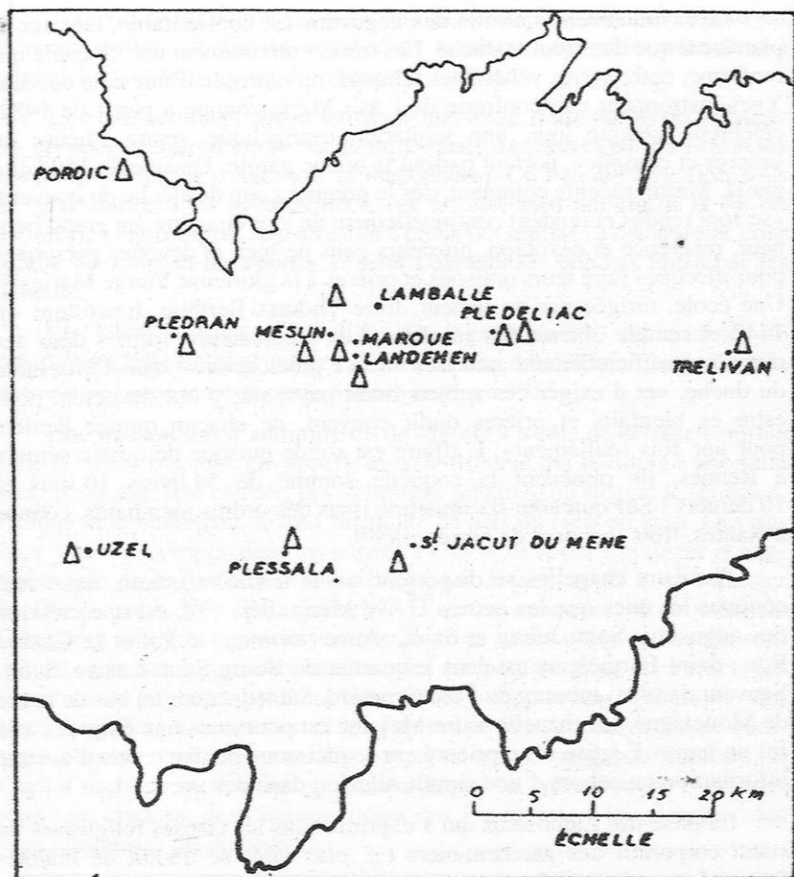 PORDIC
LAMBALLE
PLEDRAN MESLIN MAROUE PLEDELIAC
LANDEHEN TRELIVAN
UZEL PLESSALA St JACUT DU MENE
0 5 10 15 20 KM
ECHELLE